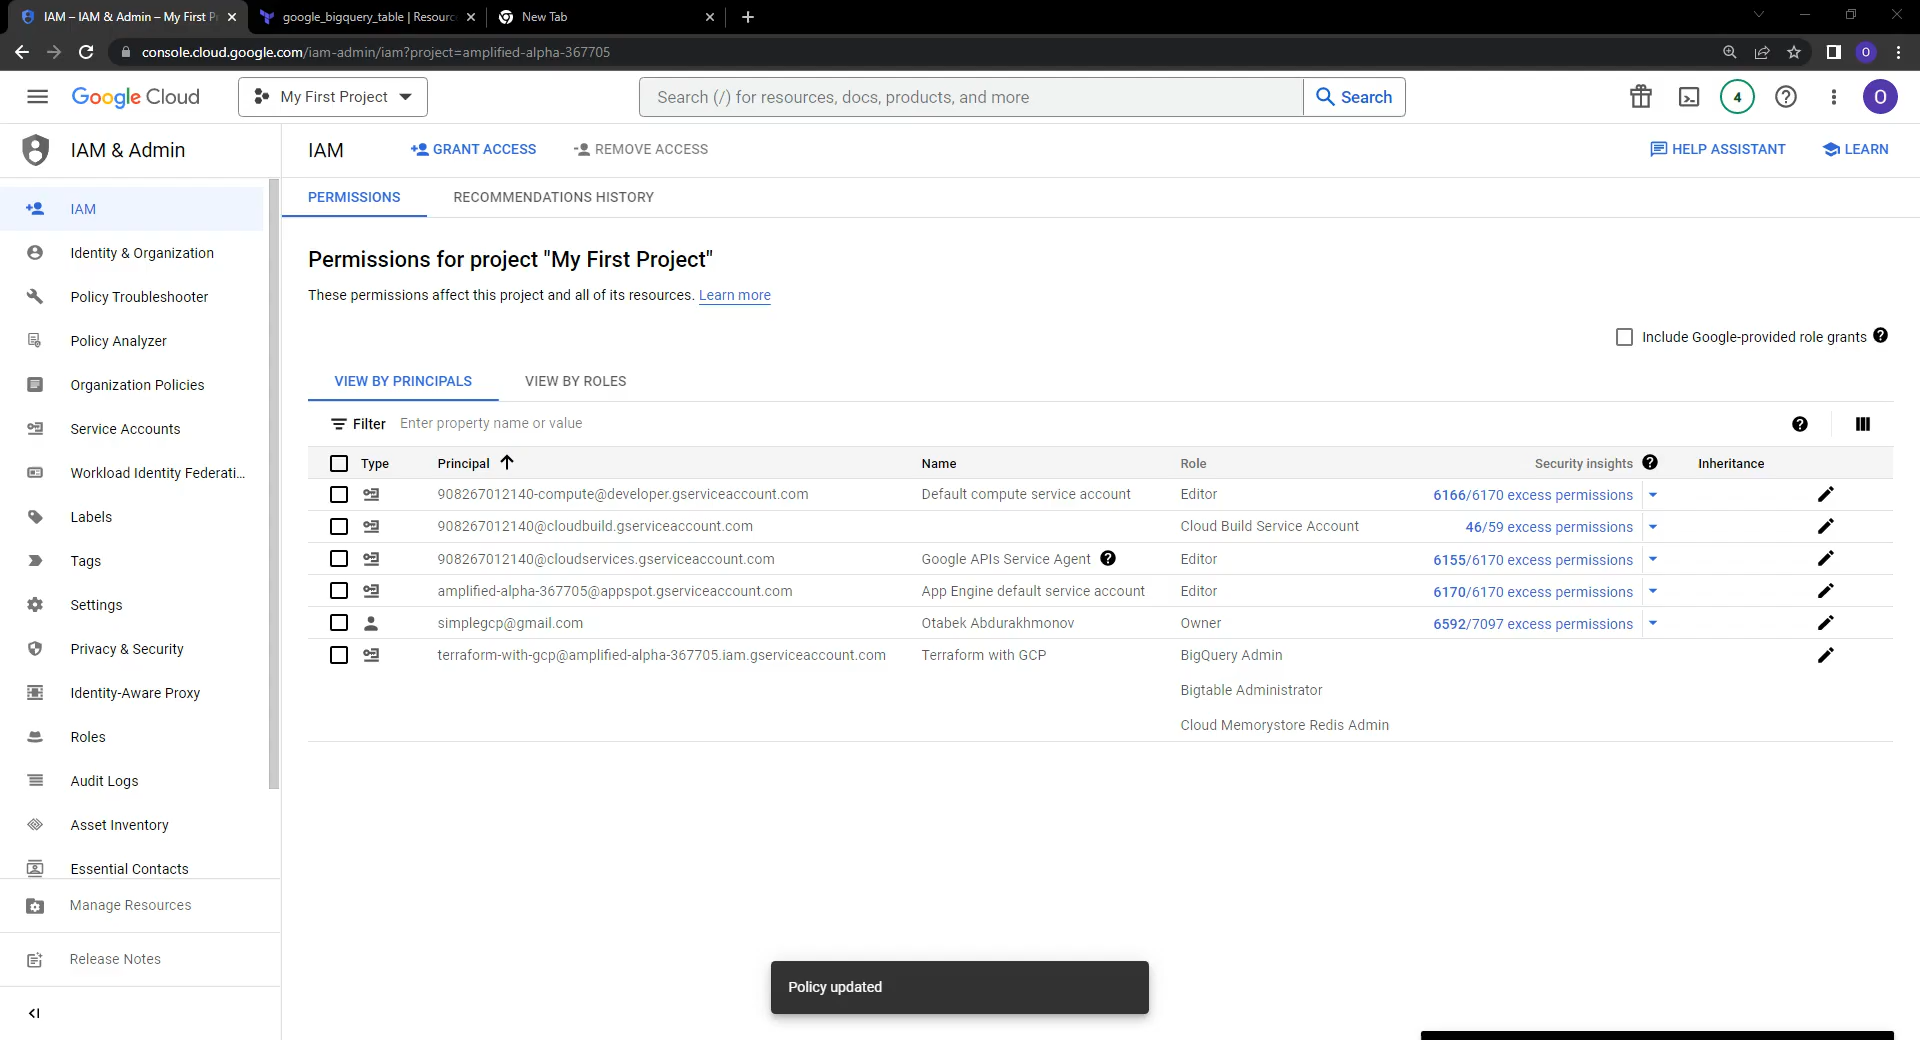 IAM – IAM & Admin – My First P
google_bigquery_table | Resourc
New Tab
console.cloud.google.com/iam-admin/iam?project=amplified-alpha-367705
O
Google Cloud
My First Project
Search (/) for resources, docs, products, and more
Search
4
O
IAM & Admin
IAM
GRANT ACCESS
REMOVE ACCESS
HELP ASSISTANT
LEARN
IAM
Identity & Organization
Policy Troubleshooter
Policy Analyzer
Organization Policies
Service Accounts
Workload Identity Federati...
Labels
Tags
Settings
Privacy & Security
Identity-Aware Proxy
Roles
Audit Logs
Asset Inventory
Essential Contacts
Manage Resources
Release Notes
PERMISSIONS
RECOMMENDATIONS HISTORY
Permissions for project "My First Project"
These permissions affect this project and all of its resources. Learn more
Include Google-provided role grants
VIEW BY PRINCIPALS
VIEW BY ROLES
Filter Enter property name or value
Type Principal Name Role Security insights Inheritance
908267012140-compute@developer.gserviceaccount.com Default compute service account Editor 6166/6170 excess permissions
908267012140@cloudbuild.gserviceaccount.com Cloud Build Service Account 46/59 excess permissions
908267012140@cloudservices.gserviceaccount.com Google APIs Service Agent Editor 6155/6170 excess permissions
amplified-alpha-367705@appspot.gserviceaccount.com App Engine default service account Editor 6170/6170 excess permissions
simplegcp@gmail.com Otabek Abdurakhmonov Owner 6592/7097 excess permissions
terraform-with-gcp@amplified-alpha-367705.iam.gserviceaccount.com Terraform with GCP BigQuery Admin
Bigtable Administrator
Cloud Memorystore Redis Admin
Policy updated